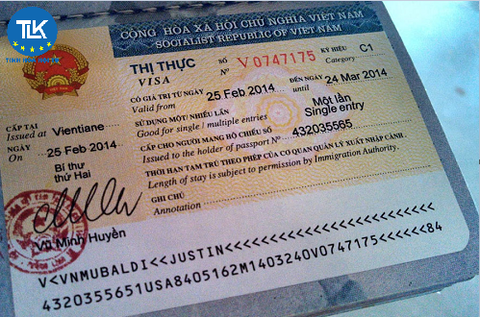 TLK
CỘNG HÒA XÃ HỘI CHỦ NGHĨA VIỆT NAM
SOCIALIST REPUBLIC OF VIET NAM
THỊ THỰC SỐ V0747175 KÝ HIỆU C1
VISA Nº Category
CÓ GIÁ TRỊ TỪ NGÀY 25 Feb 2014 ĐẾN NGÀY 24 Mar 2014
Valid from until
CẤP TẠI SỬ DỤNG MỘT/NHIỀU LẦN Một lần
Issued at Vientiane Good for single / multiple entries Single entry
NGÀY CẤP CHO NGƯỜI MANG HỘ CHIẾU SỐ
On 25 Feb 2014 Issued to the holder of passport Nº 432035565
Bí thư THỜI HẠN TẠM TRÚ THEO PHÉP CỦA CƠ QUAN QUẢN LÝ XUẤT NHẬP CẢNH
thứ Hai Length of stay is subject to permission by Immigration Authority.
GHI CHÚ
Annotation
Vũ Minh Huyền
V<VNMUBALDI<<JUSTIN<<<<<<<<<<<<<<<<<<<<<<<<<
4320355651USA8405162M1403240V0747175<<<<<<84